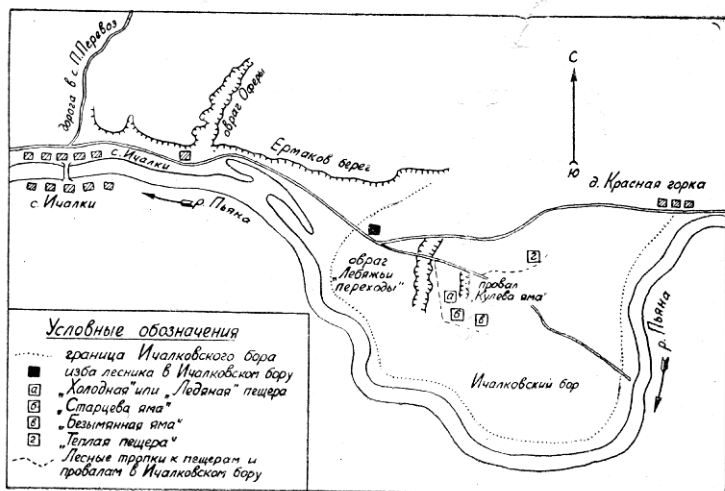 дорога в с. П. Перевоз
овраг Оферы
С
Ю
Ермаков берег
с. Ичалки
с. Ичалки
р. Пьяна
д. Красная горка
овраг
„Лебяжьи
переходы"
г
провал
„Кулева яма"
а
б
в
р. Пьяна
Ичалковский бор
Условные обозначения
граница Ичалковского бора
изба лесника в Ичалковском бору
а „Холодная" или „Ледяная" пещера
б „Старцева яма"
в „Безымянная яма"
г „Теплая пещера"
Лесные тропки к пещерам и
провалам в Ичалковском бору